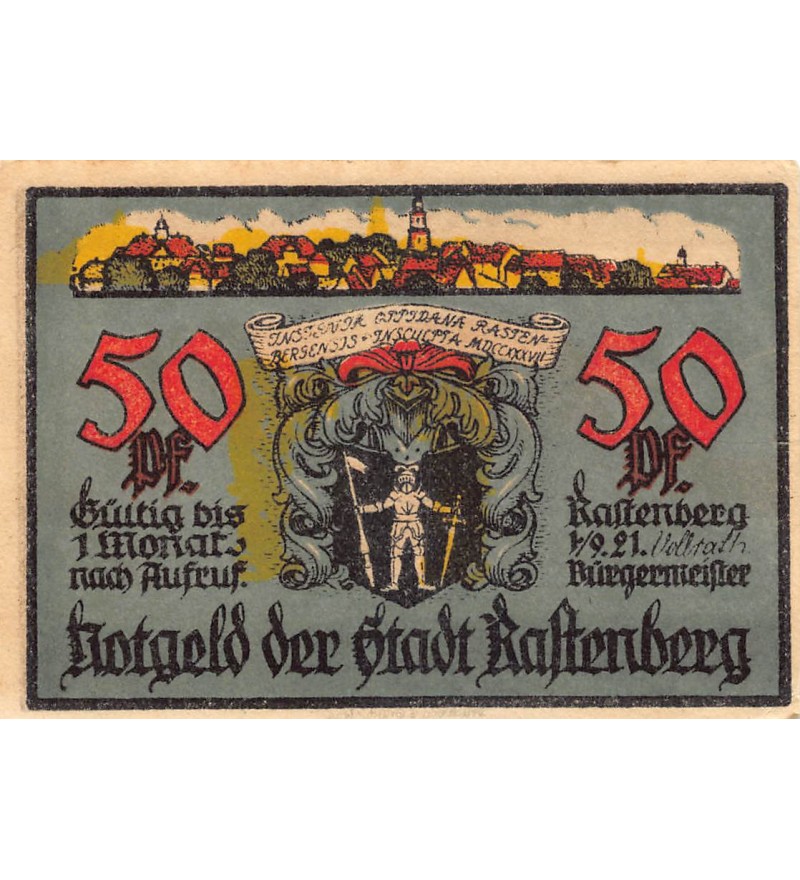 INSIGNIA OPPIDANA RASTEN-
BERGENSIS · INSCULPTA MDCCXXXVII
50 50
Pf. Pf.
Gültig bis
1 Monat
nach Aufruf.
Rastenberg
1/9.21. Vollrath
Bürgermeister
Notgeld der Stadt Rastenberg